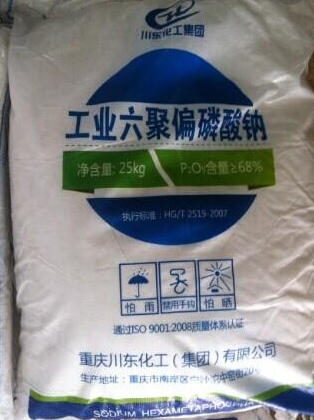 川东化工集团
工业六聚偏磷酸钠
净含量: 25kg
P₂O₅含量≥68%
执行标准: HG/T 2519-2007
怕雨
禁用手钩
怕晒
通过ISO 9001:2008质量体系认证
重庆川东化工(集团)有限公司
生产地址: 重庆市南岸区
SODIUM HEXAMETAPHO